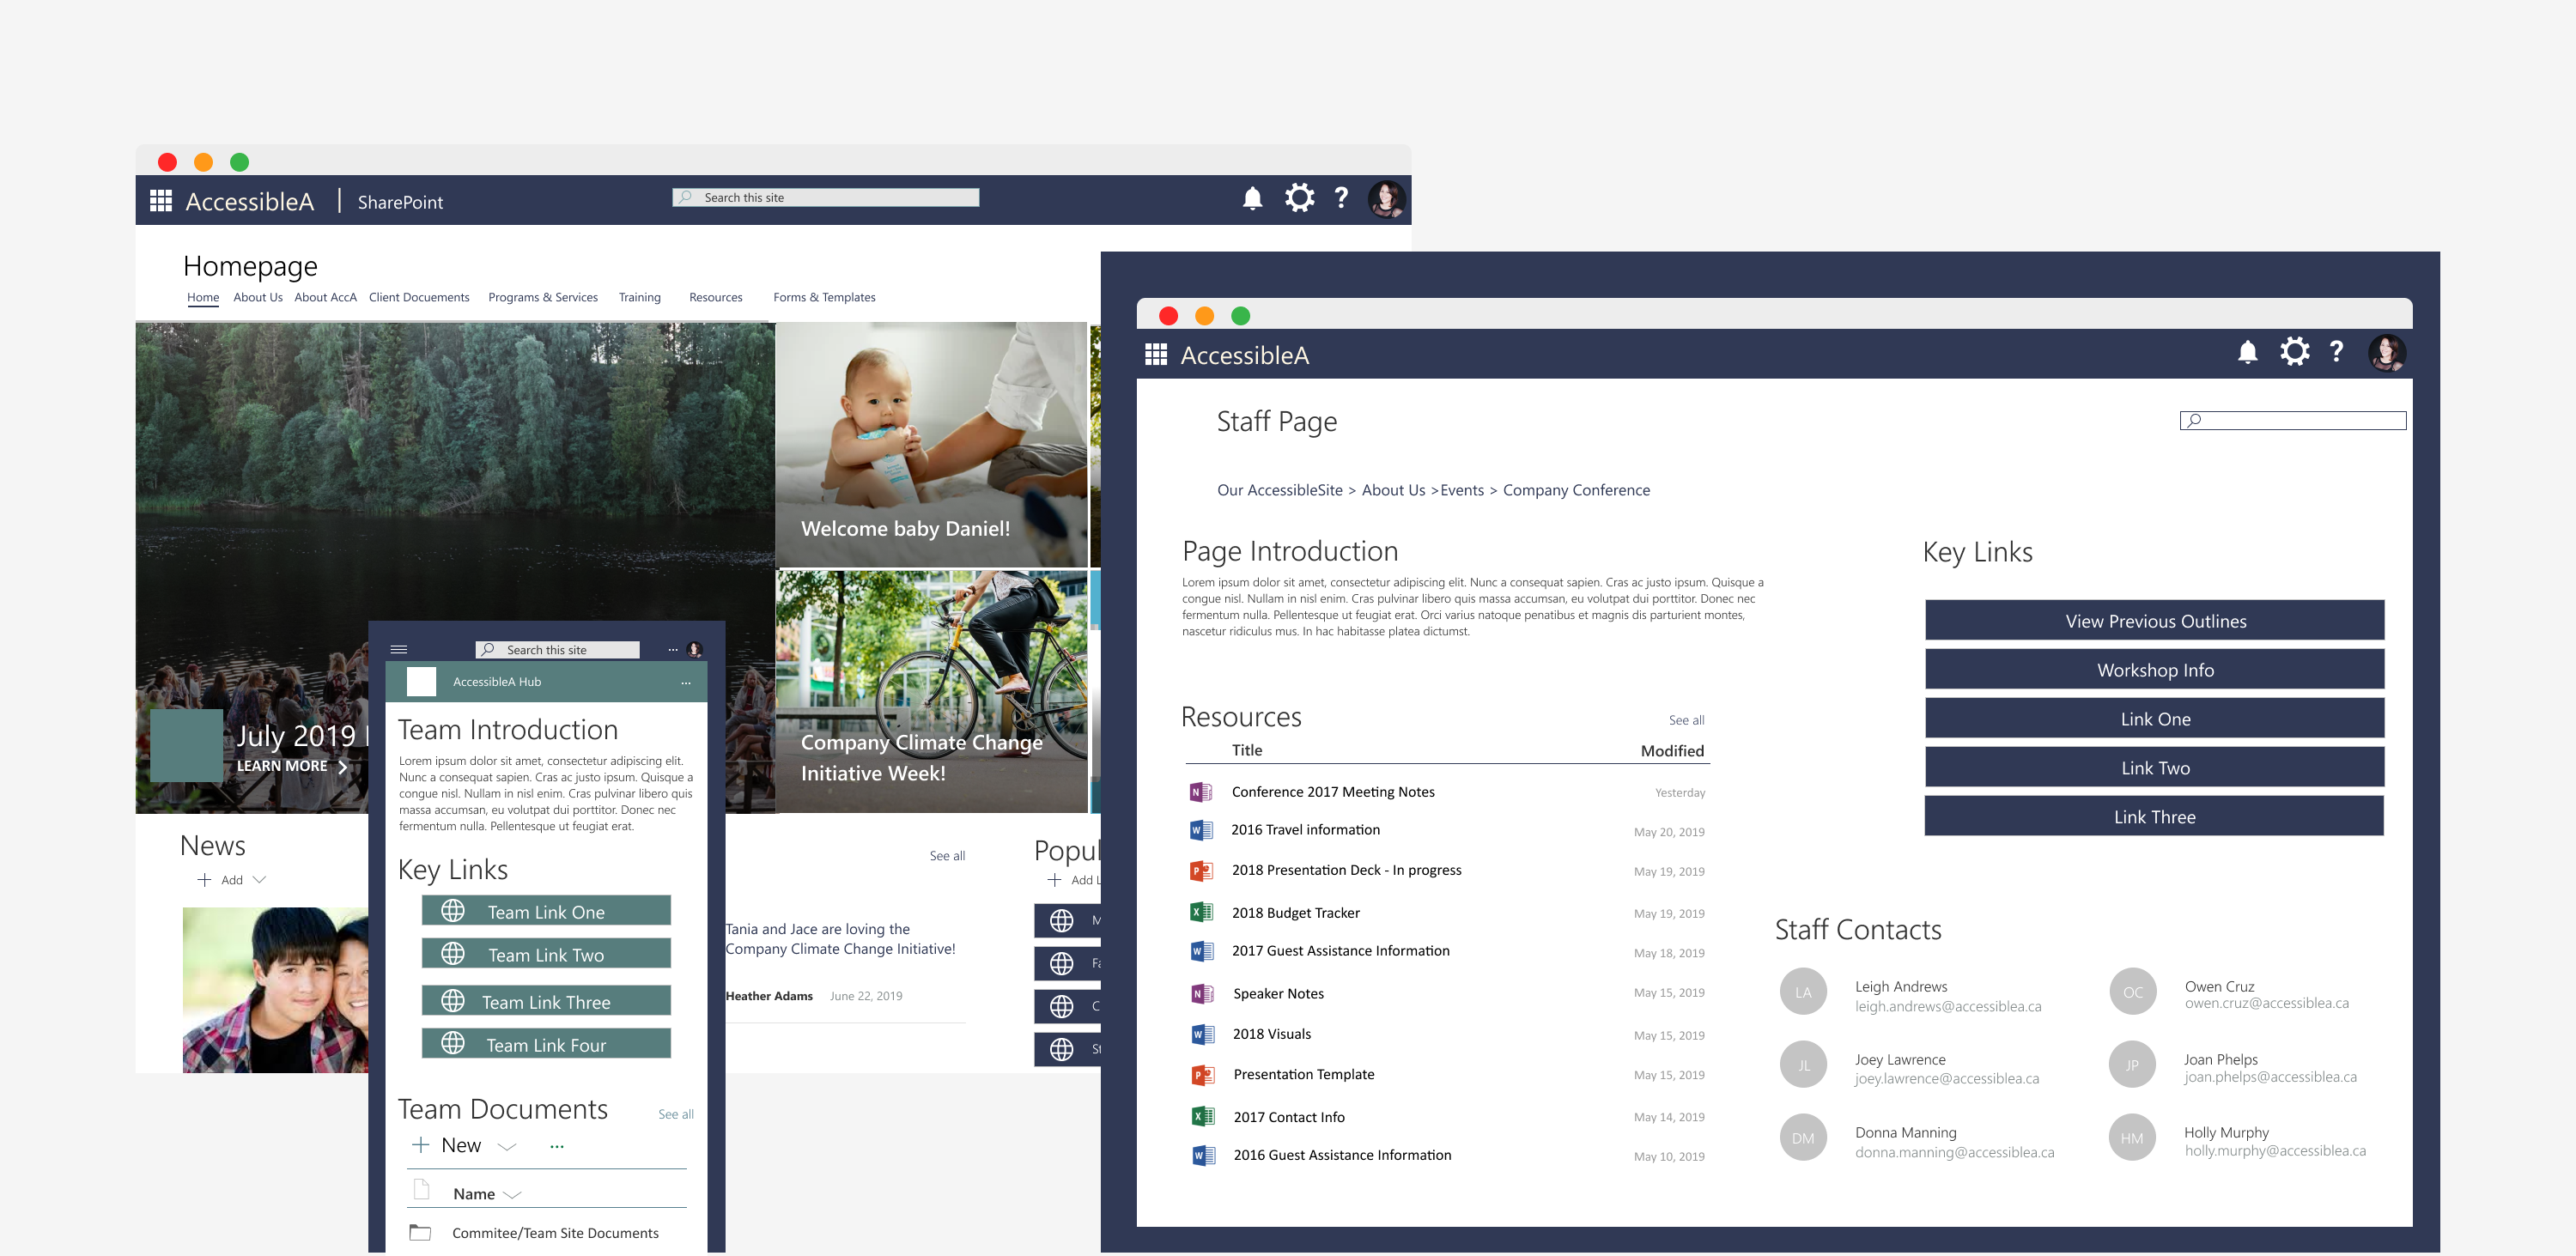 AccessibleA | SharePoint
Search this site
?
Homepage
Home About Us About AccA Client Docuements Programs & Services Training Resources Forms & Templates
Welcome baby Daniel!
Company Climate Change
Initiative Week!
July 2019
LEARN MORE
News
Add
See all
Tania and Jace are loving the
Company Climate Change Initiative!
Heather Adams June 22, 2019
Popul
Add L
M
Fa
C
St
Search this site
AccessibleA Hub
Team Introduction
Lorem ipsum dolor sit amet, consectetur adipiscing elit.
Nunc a consequat sapien. Cras ac justo ipsum. Quisque a
congue nisl. Nullam in nisl enim. Cras pulvinar libero quis
massa accumsan, eu volutpat dui porttitor. Donec nec
fermentum nulla. Pellentesque ut feugiat erat.
Key Links
Team Link One
Team Link Two
Team Link Three
Team Link Four
Team Documents See all
New ...
Name
Commitee/Team Site Documents
AccessibleA
?
Staff Page
Our AccessibleSite > About Us >Events > Company Conference
Page Introduction
Lorem ipsum dolor sit amet, consectetur adipiscing elit. Nunc a consequat sapien. Cras ac justo ipsum. Quisque a
congue nisl. Nullam in nisl enim. Cras pulvinar libero quis massa accumsan, eu volutpat dui porttitor. Donec nec
fermentum nulla. Pellentesque ut feugiat erat. Orci varius natoque penatibus et magnis dis parturient montes,
nascetur ridiculus mus. In hac habitasse platea dictumst.
Resources See all
Title Modified
Conference 2017 Meeting Notes Yesterday
2016 Travel information May 20, 2019
2018 Presentation Deck - In progress May 19, 2019
2018 Budget Tracker May 19, 2019
2017 Guest Assistance Information May 18, 2019
Speaker Notes May 15, 2019
2018 Visuals May 15, 2019
Presentation Template May 15, 2019
2017 Contact Info May 14, 2019
2016 Guest Assistance Information May 10, 2019
Key Links
View Previous Outlines
Workshop Info
Link One
Link Two
Link Three
Staff Contacts
LA Leigh Andrews
leigh.andrews@accessiblea.ca
OC Owen Cruz
owen.cruz@accessiblea.ca
JL Joey Lawrence
joey.lawrence@accessiblea.ca
JP Joan Phelps
joan.phelps@accessiblea.ca
DM Donna Manning
donna.manning@accessiblea.ca
HM Holly Murphy
holly.murphy@accessiblea.ca